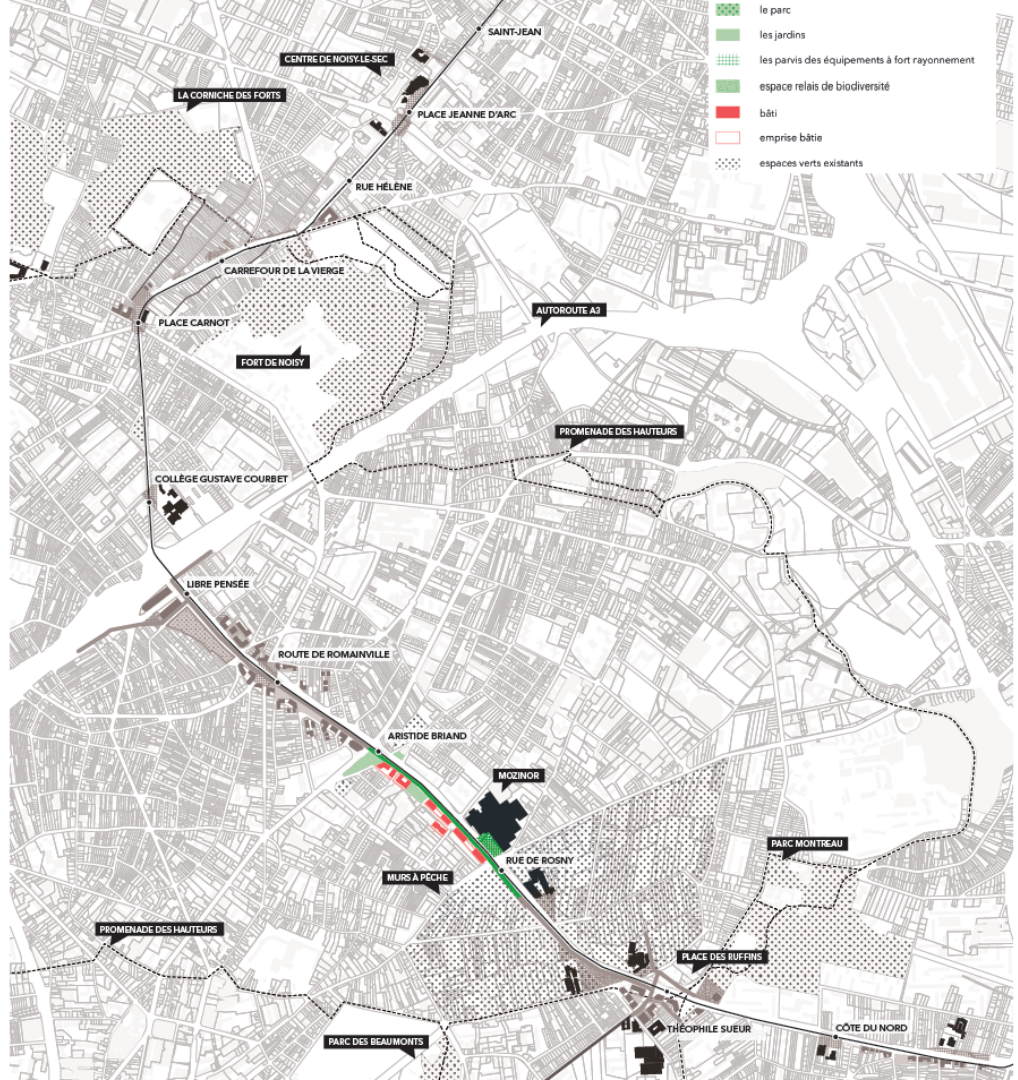 le parc
les jardins
les parvis des équipements à fort rayonnement
espace relais de biodiversité
bâti
emprise bâtie
espaces verts existants
SAINT-JEAN
CENTRE DE NOISY-LE-SEC
LA CORNICHE DES FORTS
PLACE JEANNE D'ARC
RUE HÉLÈNE
CARREFOUR DE LA VIERGE
AUTOROUTE A3
PLACE CARNOT
FORT DE NOISY
PROMENADE DES HAUTEURS
COLLÈGE GUSTAVE COURBET
LIBRE PENSÉE
ROUTE DE ROMAINVILLE
ARISTIDE BRIAND
MOZINOR
PARC MONTREAU
RUE DE ROSNY
MURS À PÊCHE
PROMENADE DES HAUTEURS
PLACE DES RUFFINS
THÉOPHILE SUEUR
CÔTE DU NORD
PARC DES BEAUMONTS